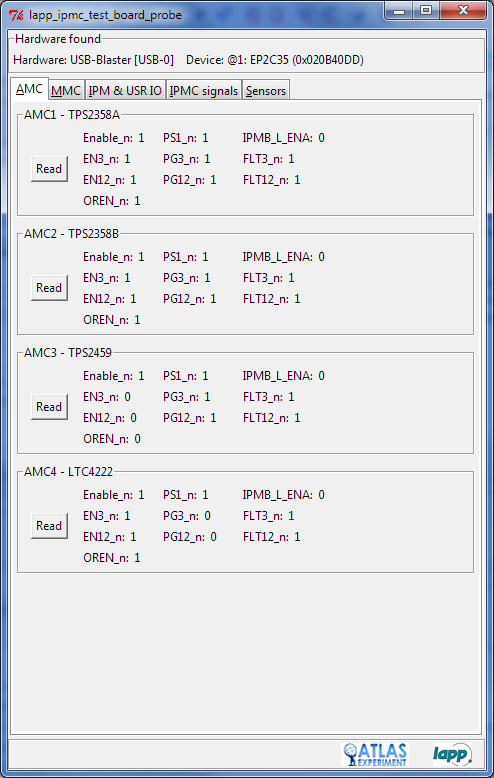 lapp_ipmc_test_board_probe
Hardware found
Hardware: USB-Blaster [USB-0] Device: @1: EP2C35 (0x020B40DD)
AMC MMC IPM & USR IO IPMC signals Sensors
AMC1 - TPS2358A
Enable_n: 1 PS1_n: 1 IPMB_L_ENA: 0
EN3_n: 1 PG3_n: 1 FLT3_n: 1
Read
EN12_n: 1 PG12_n: 1 FLT12_n: 1
OREN_n: 1
AMC2 - TPS2358B
Enable_n: 1 PS1_n: 1 IPMB_L_ENA: 0
EN3_n: 1 PG3_n: 1 FLT3_n: 1
Read
EN12_n: 1 PG12_n: 1 FLT12_n: 1
OREN_n: 1
AMC3 - TPS2459
Enable_n: 1 PS1_n: 1 IPMB_L_ENA: 0
EN3_n: 0 PG3_n: 1 FLT3_n: 1
Read
EN12_n: 0 PG12_n: 1 FLT12_n: 1
OREN_n: 0
AMC4 - LTC4222
Enable_n: 1 PS1_n: 1 IPMB_L_ENA: 0
EN3_n: 1 PG3_n: 0 FLT3_n: 1
Read
EN12_n: 1 PG12_n: 0 FLT12_n: 1
OREN_n: 1
ATLAS
EXPERIMENT
lapp